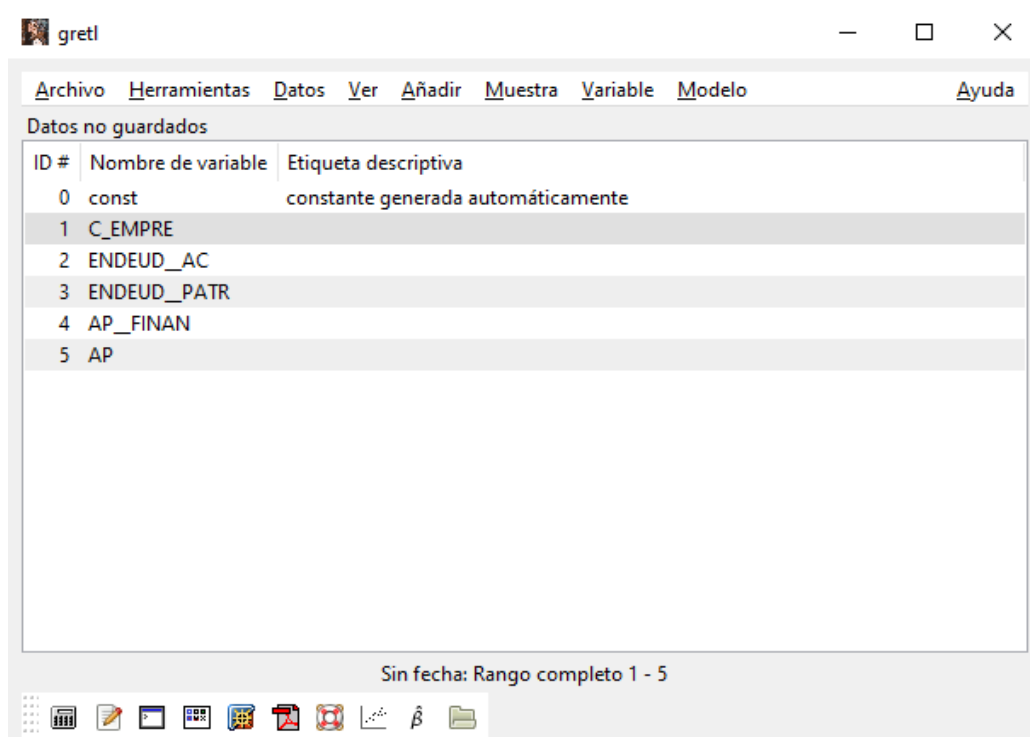 gretl
Archivo Herramientas Datos Ver Añadir Muestra Variable Modelo Ayuda
Datos no guardados
ID # Nombre de variable Etiqueta descriptiva
0 const constante generada automáticamente
1 C_EMPRE
2 ENDEUD__AC
3 ENDEUD__PATR
4 AP__FINAN
5 AP
Sin fecha: Rango completo 1 - 5
β̂